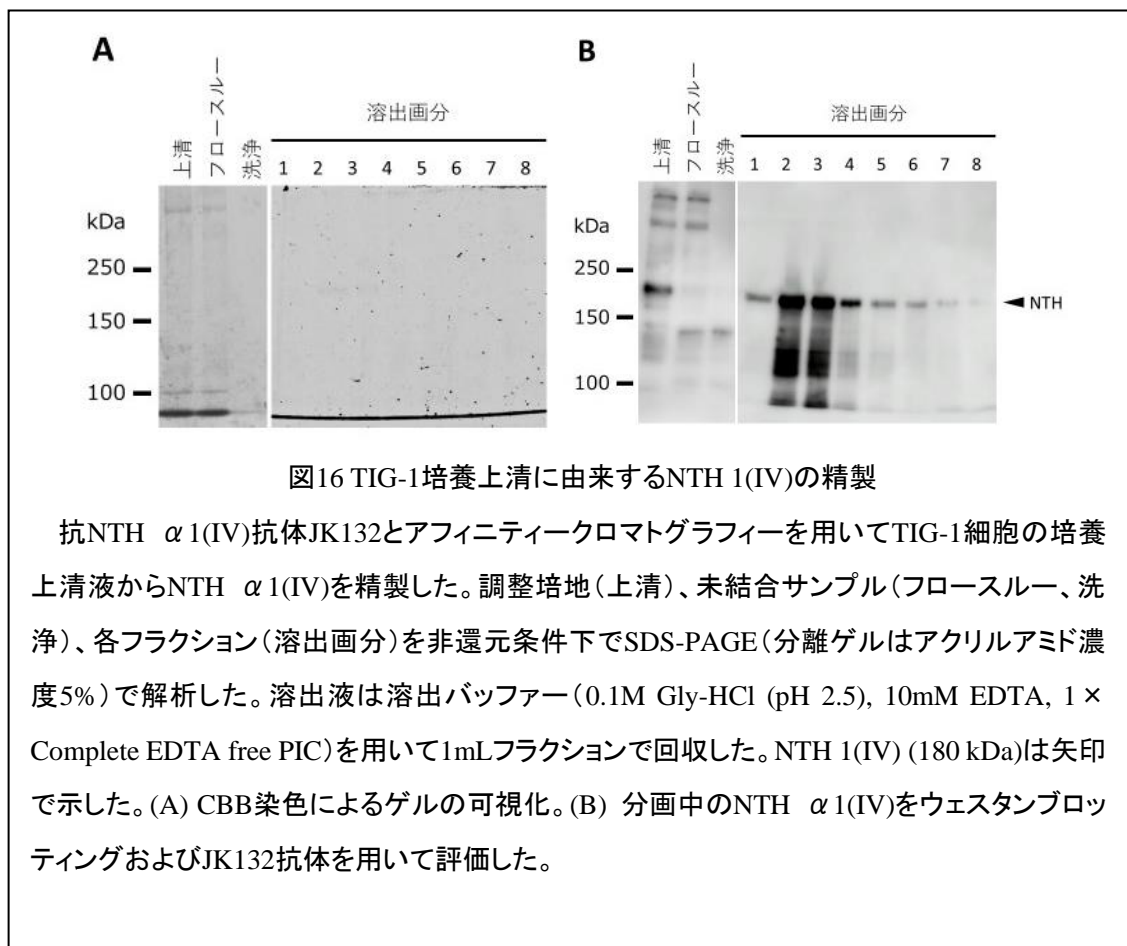 A
上清
フロースルー
洗浄
溶出画分
1 2 3 4 5 6 7 8
kDa
250
150
100
B
上清
フロースルー
洗浄
溶出画分
1 2 3 4 5 6 7 8
kDa
250
150
100
NTH
図16 TIG-1培養上清に由来するNTH 1(IV)の精製
抗NTH α1(IV)抗体JK132とアフィニティークロマトグラフィーを用いてTIG-1細胞の培養
上清液からNTH α1(IV)を精製した。調整培地(上清)、未結合サンプル(フロースルー、洗
浄)、各フラクション(溶出画分)を非還元条件下でSDS-PAGE(分離ゲルはアクリルアミド濃
度5%)で解析した。溶出液は溶出バッファー(0.1M Gly-HCl (pH 2.5), 10mM EDTA, 1×
Complete EDTA free PIC)を用いて1mLフラクションで回収した。NTH 1(IV) (180 kDa)は矢印
で示した。(A) CBB染色によるゲルの可視化。(B) 分画中のNTH α1(IV)をウェスタンブロッ
ティングおよびJK132抗体を用いて評価した。